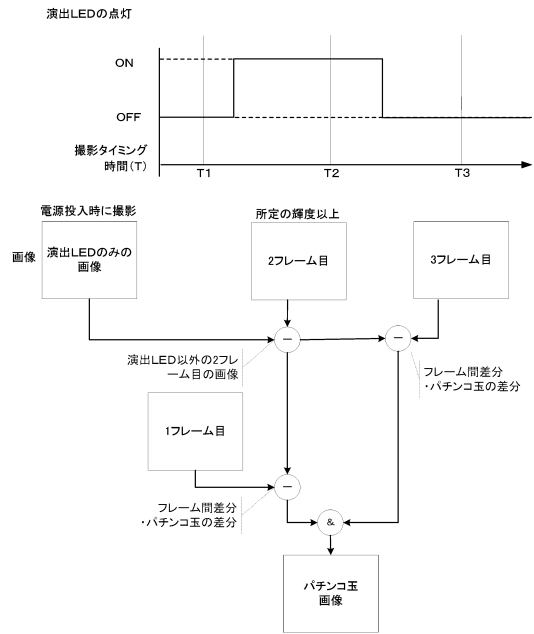 演出LEDの点灯
ON
OFF
撮影タイミング
時間(T)
T1
T2
T3
電源投入時に撮影
所定の輝度以上
画像
演出LEDのみの
画像
2フレーム目
3フレーム目
−
−
演出LED以外の2フレ
ーム目の画像
フレーム間差分
・パチンコ玉の差分
1フレーム目
−
フレーム間差分
・パチンコ玉の差分
&
パチンコ玉
画像